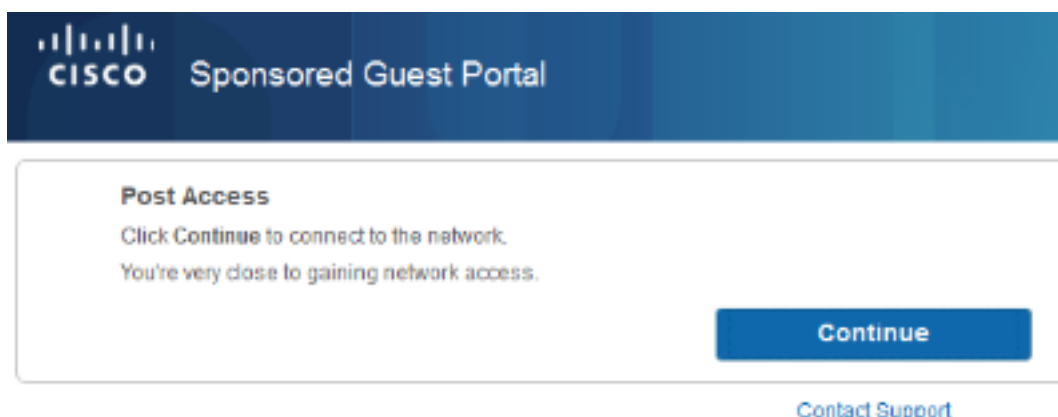 CISCO
Sponsored Guest Portal
Post Access
Click Continue to connect to the network.
You're very close to gaining network access.
Continue
Contact Support